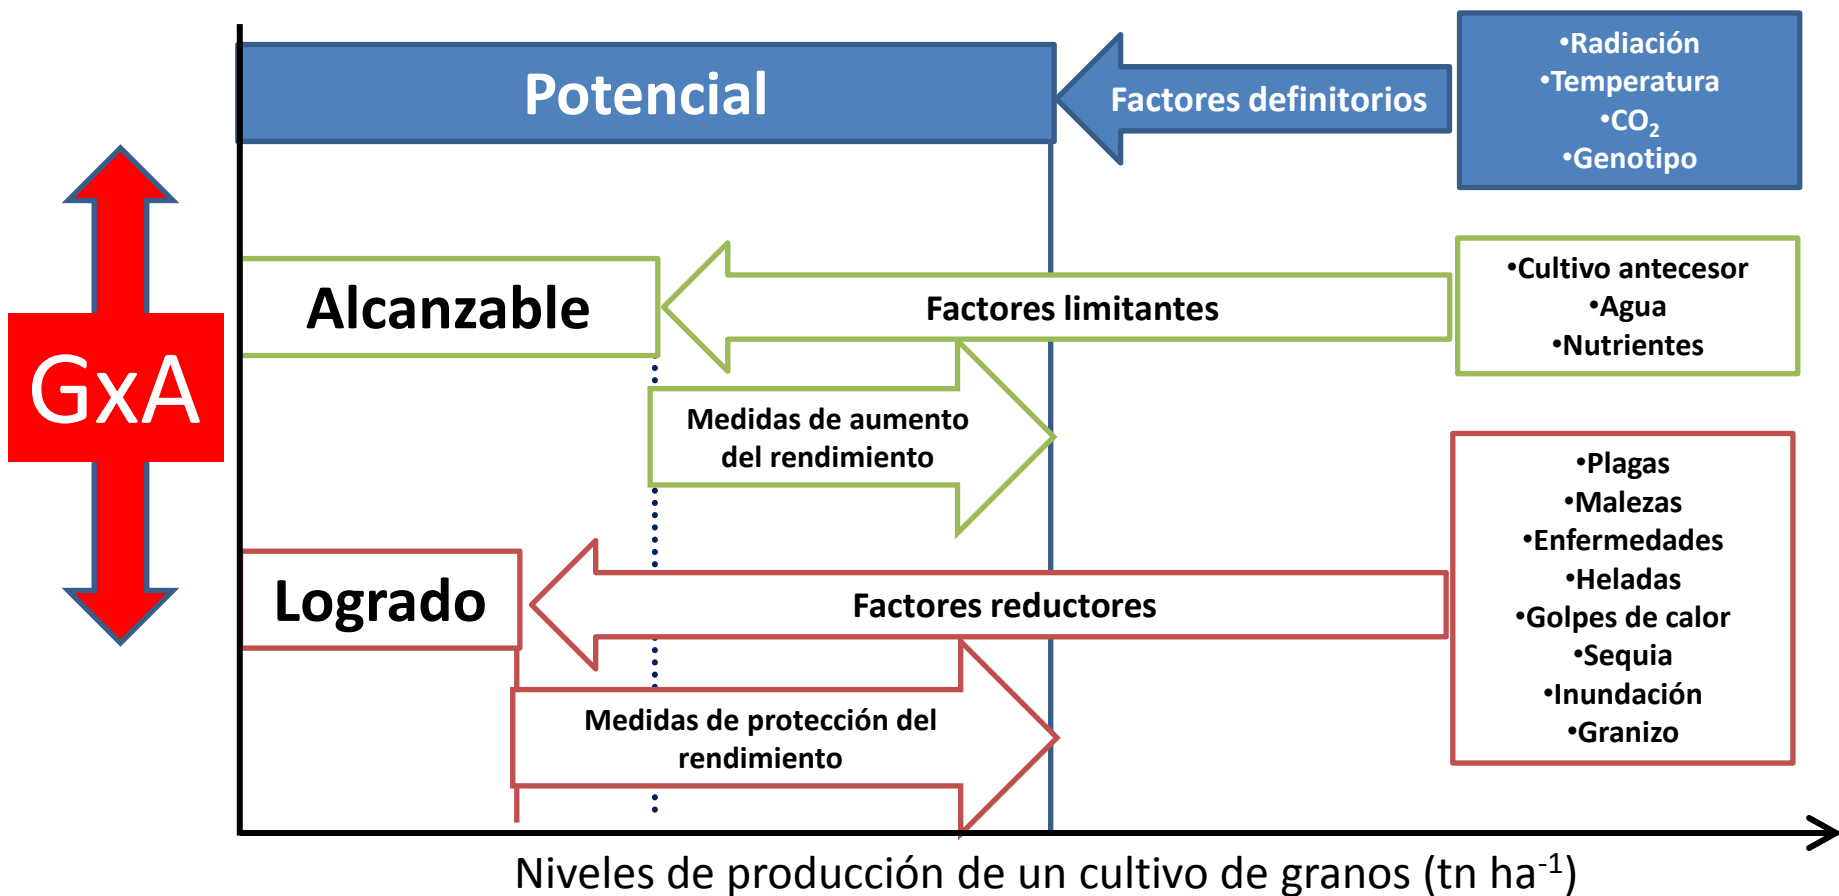 Potencial
Factores definitorios
•Radiación
•Temperatura
•CO₂
•Genotipo
GxA
Alcanzable
Factores limitantes
•Cultivo antecesor
•Agua
•Nutrientes
Medidas de aumento
del rendimiento
Logrado
Factores reductores
•Plagas
•Malezas
•Enfermedades
•Heladas
•Golpes de calor
•Sequia
•Inundación
•Granizo
Medidas de protección del
rendimiento
Niveles de producción de un cultivo de granos (tn ha⁻¹)